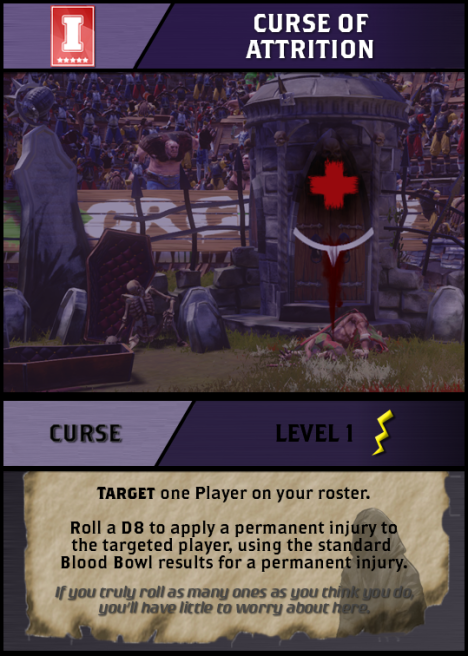 I
★★★★★
CURSE OF
ATTRITION
CRC
CURSE
LEVEL 1
TARGET one Player on your roster.
Roll a D8 to apply a permanent injury to
the targeted player, using the standard
Blood Bowl results for a permanent injury.
If you truly roll as many ones as you think you do,
you'll have little to worry about here.